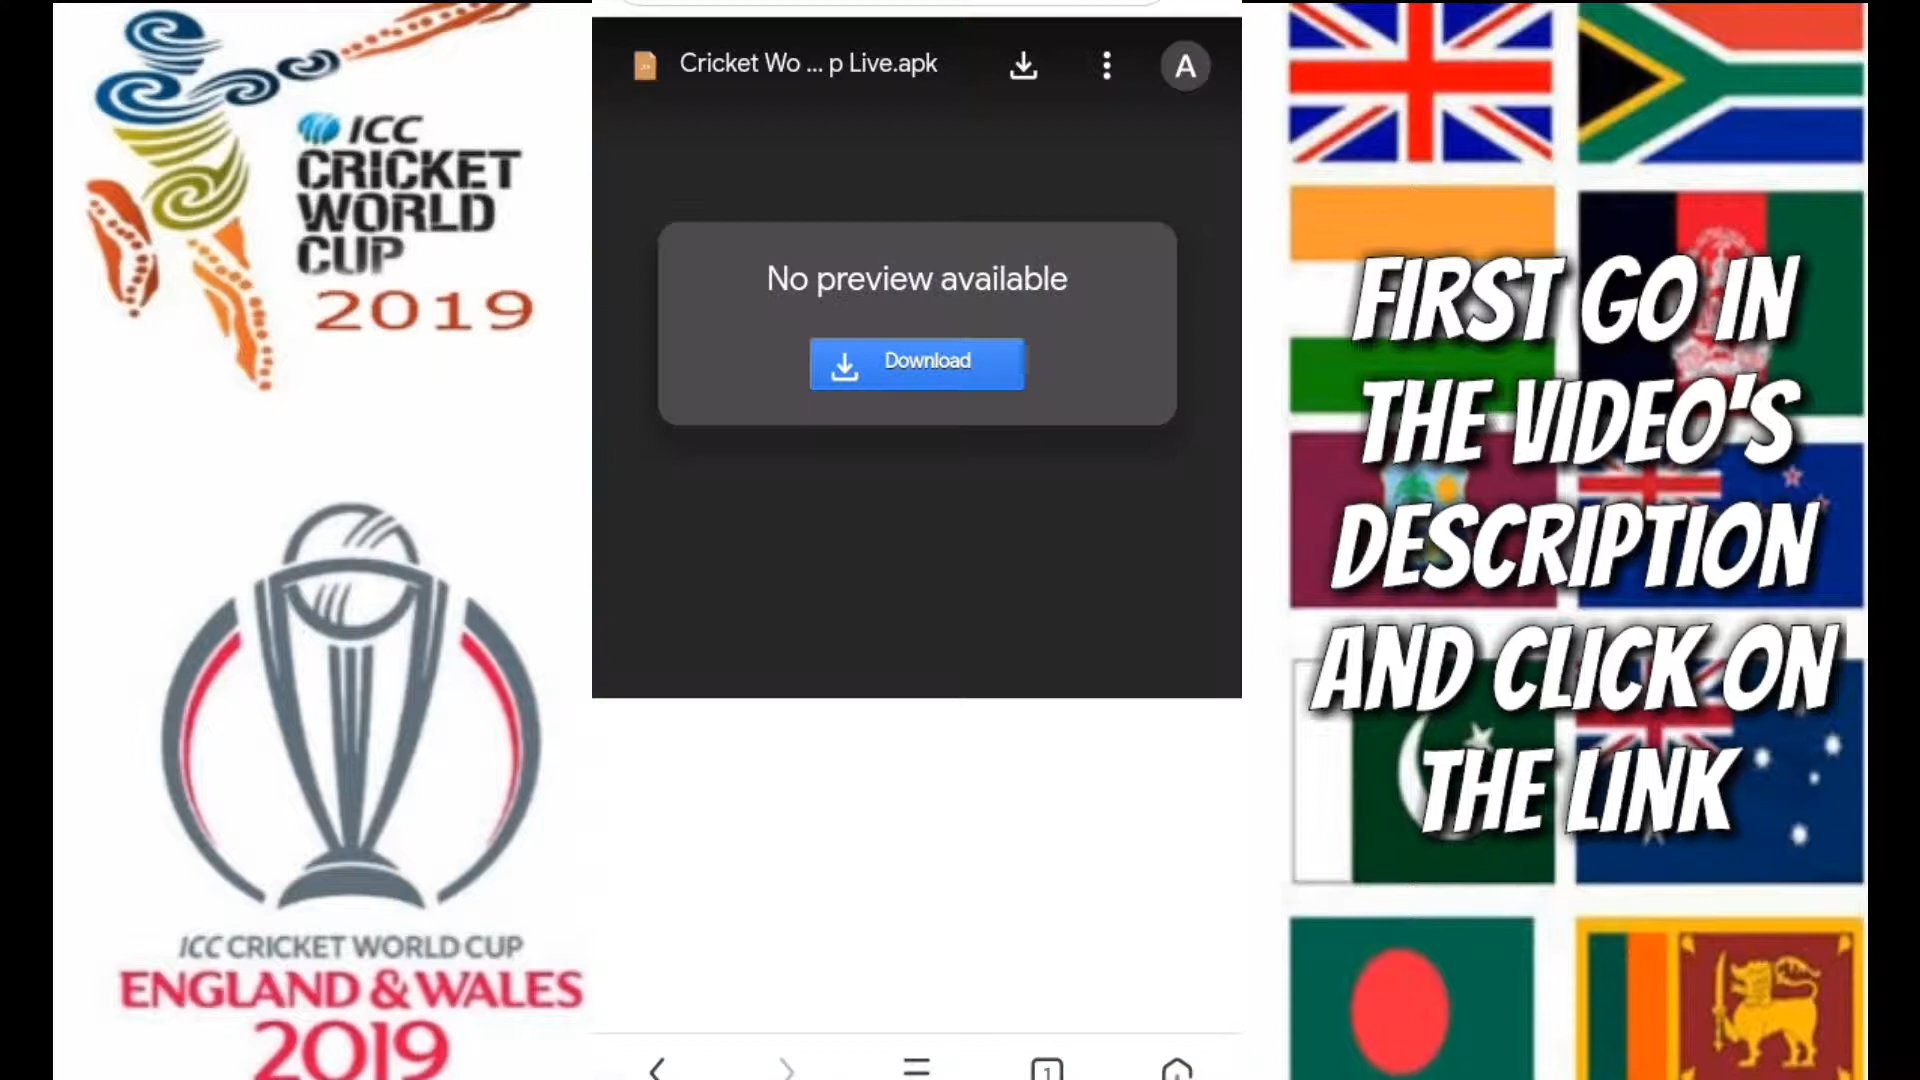 ICC
CRICKET
WORLD
CUP
2019
ICC CRICKET WORLD CUP
ENGLAND & WALES
2019
Cricket Wo ... p Live.apk
A
No preview available
Download
1
FIRST GO IN
THE VIDEO'S
DESCRIPTION
AND CLICK ON
THE LINK